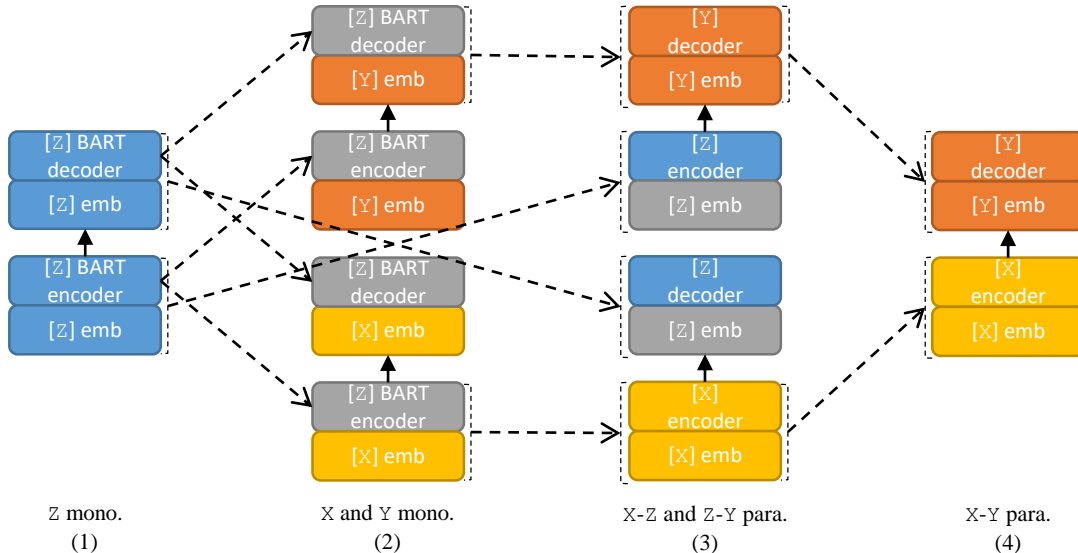 [Z] BART
decoder
[Z] emb
[Z] BART
encoder
[Z] emb
Z mono.
(1)
[Z] BART
decoder
[Y] emb
[Z] BART
encoder
[Y] emb
[Z] BART
decoder
[X] emb
[Z] BART
encoder
[X] emb
X and Y mono.
(2)
[Y]
decoder
[Y] emb
[Z]
encoder
[Z] emb
[Z]
decoder
[Z] emb
[X]
encoder
[X] emb
X-Z and Z-Y para.
(3)
[Y]
decoder
[Y] emb
[X]
encoder
[X] emb
X-Y para.
(4)